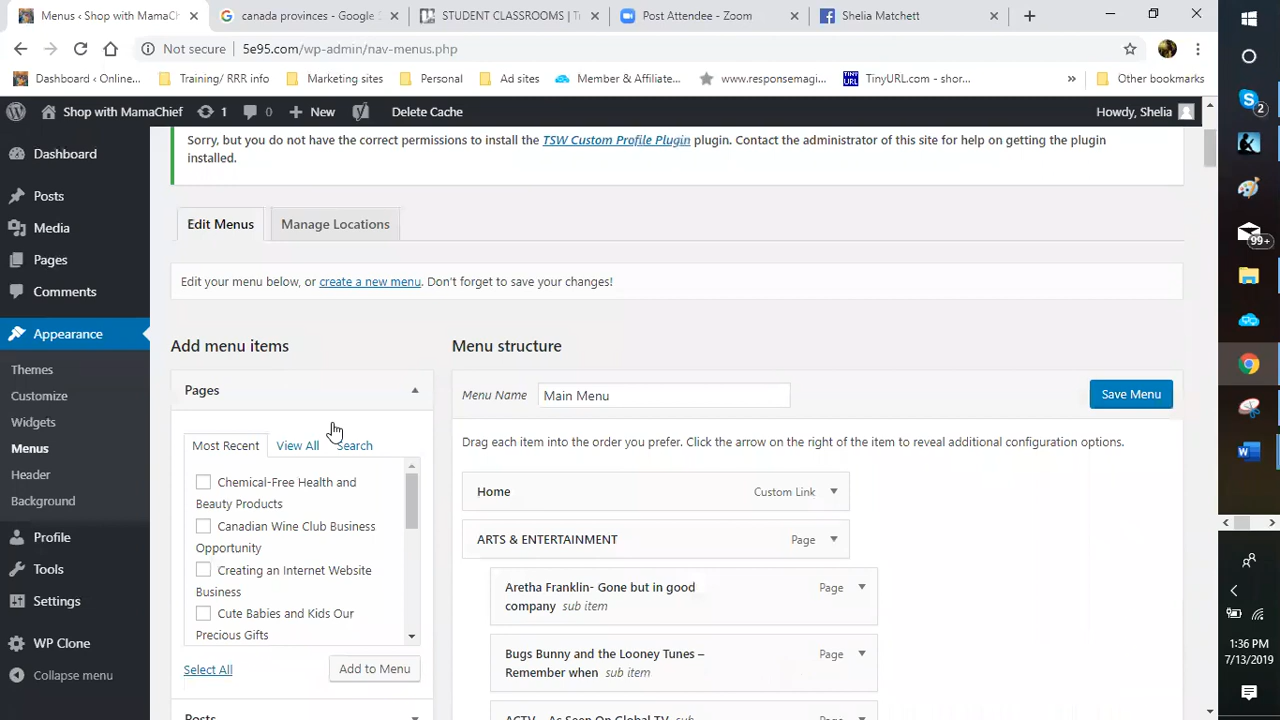 Menus ‹ Shop with MamaChi
canada provinces - Google S
STUDENT CLASSROOMS | T
Post Attendee - Zoom
Shelia Matchett
Not secure
5e95.com/wp-admin/nav-menus.php
Dashboard ‹ Online...
Training/ RRR info
Marketing sites
Personal
Ad sites
Member & Affiliate...
www.responsemagi...
TINY
URL
TinyURL.com - shor...
»
Other bookmarks
Shop with MamaChief
1
0
New
Delete Cache
Howdy, Shelia
Dashboard
Posts
Media
Pages
Comments
Appearance
Themes
Customize
Widgets
Menus
Header
Background
Profile
Tools
Settings
WP Clone
Collapse menu
Sorry, but you do not have the correct permissions to install the TSW Custom Profile Plugin plugin. Contact the administrator of this site for help on getting the plugin
installed.
Edit Menus
Manage Locations
Edit your menu below, or create a new menu. Don't forget to save your changes!
Add menu items
Pages
Most Recent
View All
Search
Chemical-Free Health and
Beauty Products
Canadian Wine Club Business
Opportunity
Creating an Internet Website
Business
Cute Babies and Kids Our
Precious Gifts
Select All
Add to Menu
Posts
Menu structure
Menu Name
Main Menu
Save Menu
Drag each item into the order you prefer. Click the arrow on the right of the item to reveal additional configuration options.
Home
Custom Link
ARTS & ENTERTAINMENT
Page
Aretha Franklin- Gone but in good
company sub item
Page
Bugs Bunny and the Looney Tunes –
Remember when sub item
Page
ACTV – As Seen On Global TV sub
2
99+
1:36 PM
7/13/2019